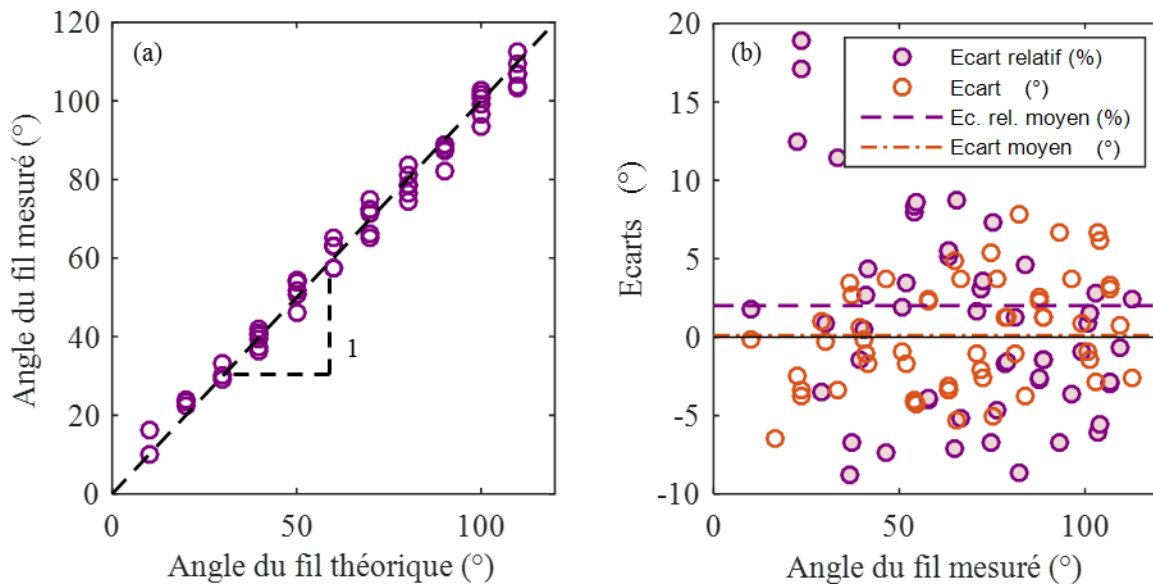 (a)
120
100
80
60
40
20
0
0
50
100
1
Angle du fil mesuré (°)
Angle du fil théorique (°)
(b)
20
15
10
5
0
-5
-10
0
50
100
Ecarts (°)
Angle du fil mesuré (°)
Ecart relatif (%)
Ecart (°)
Ec. rel. moyen (%)
Ecart moyen (°)